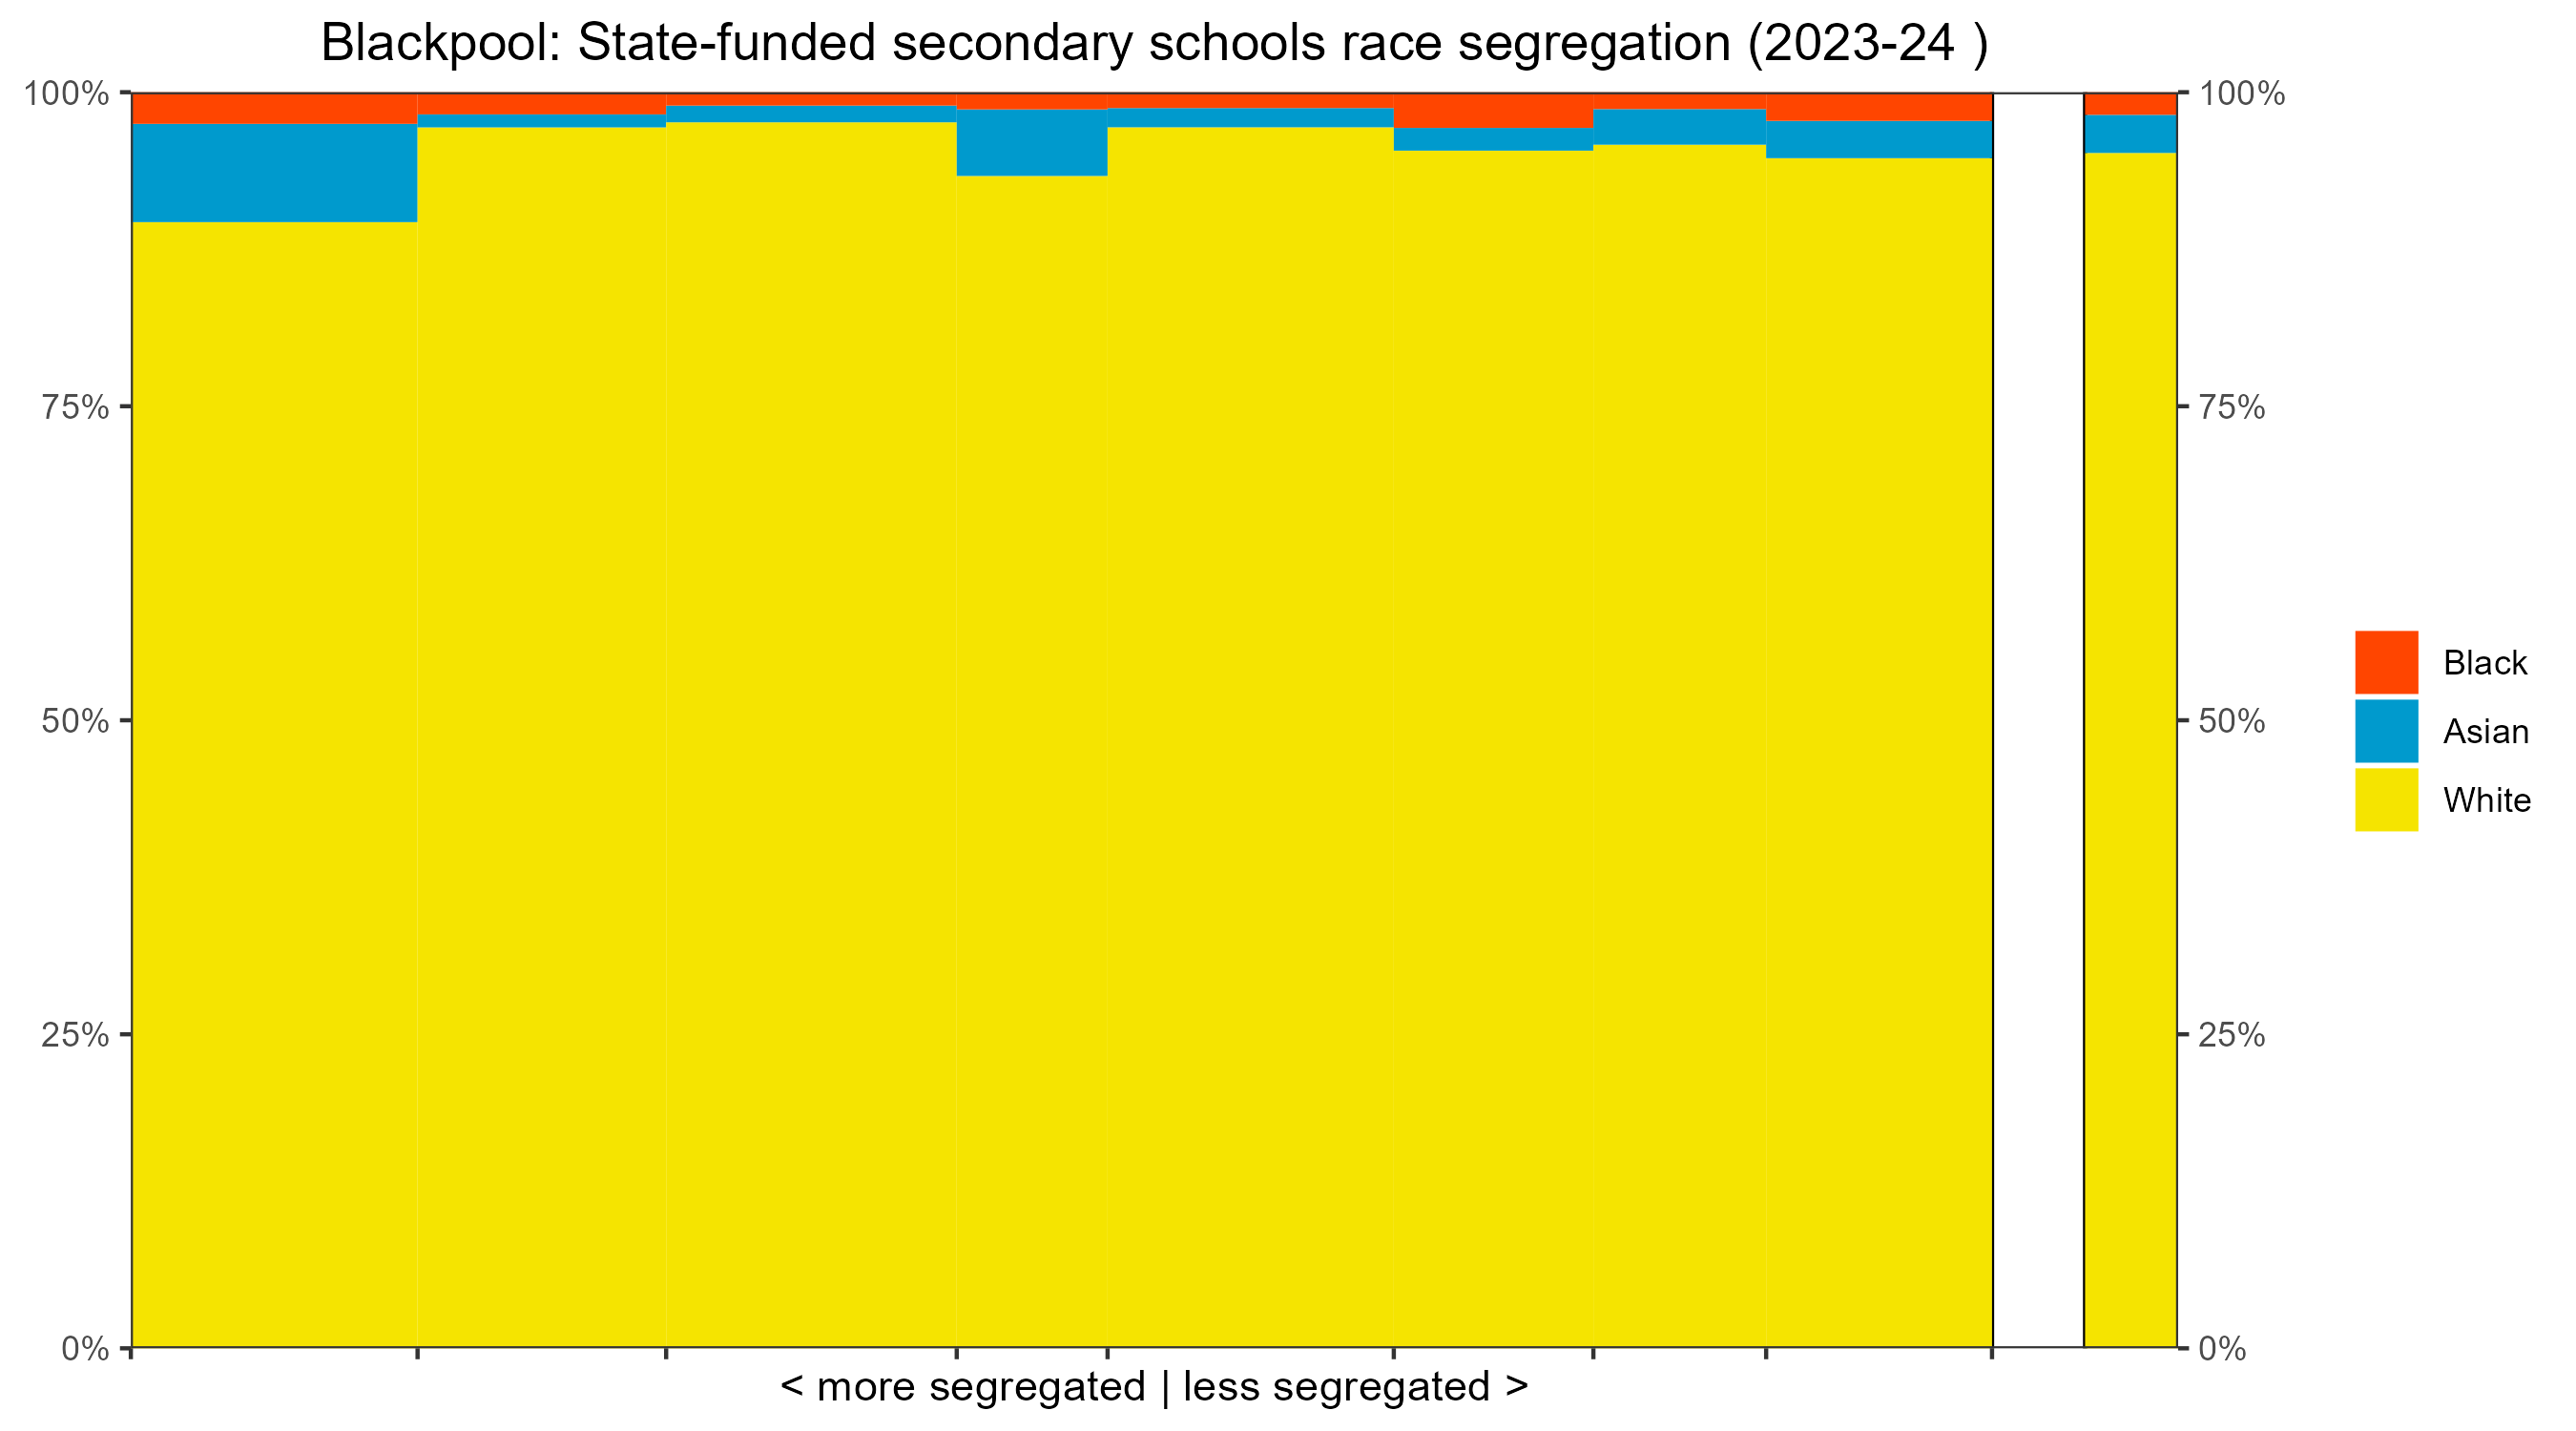 Blackpool: State-funded secondary schools race segregation (2023-24 )
100%
75%
50%
25%
0%
100%
75%
50%
25%
0%
Black
Asian
White
< more segregated | less segregated >